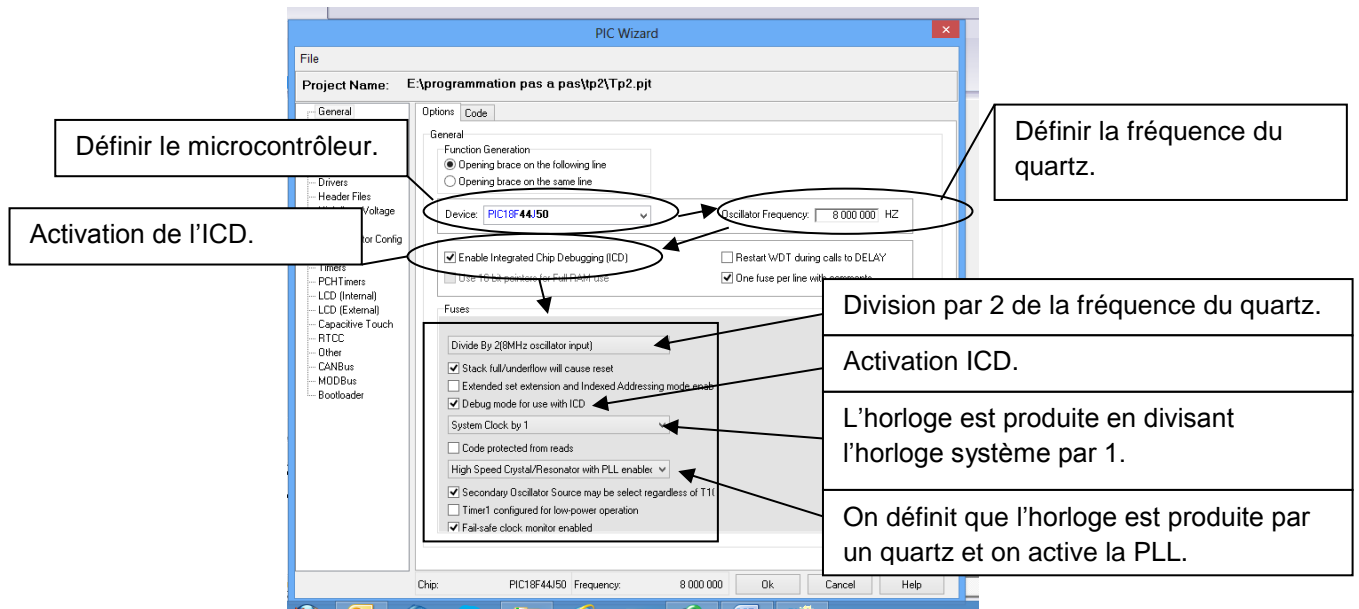 PIC Wizard
File
Project Name: E:\programmation pas a pas\tp2\Tp2.pjt
General
Options Code
General
Définir le microcontrôleur.
Définir la fréquence du
quartz.
Function Generation
Opening brace on the following line
Opening brace on the same line
Drivers
Header Files
Voltage
Device: PIC18F44J50
Oscillator Frequency: 8 000 000 HZ
Activation de l’ICD.
Config
Timers
PCHTimers
LCD (Internal)
LCD (External)
Capacitive Touch
RTCC
Other
CANBus
MODBus
Bootloader
Enable Integrated Chip Debugging (ICD)
Restart WDT during calls to DELAY
Use 16 bit pointers for Full RAM use
One fuse per line with comments
Fuses
Divide By 2(8MHz oscillator input)
Stack full/underflow will cause reset
Extended set extension and Indexed Addressing mode enab
Debug mode for use with ICD
System Clock by 1
Code protected from reads
High Speed Crystal/Resonator with PLL enabled
Secondary Oscillator Source may be select regardless of T1
Timer1 configured for low-power operation
Fail-safe clock monitor enabled
Division par 2 de la fréquence du quartz.
Activation ICD.
L’horloge est produite en divisant
l’horloge système par 1.
On définit que l’horloge est produite par
un quartz et on active la PLL.
Chip: PIC18F44J50 Frequency: 8 000 000 Ok Cancel Help